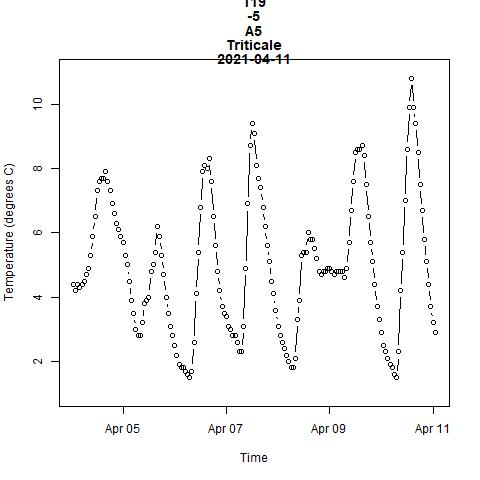 T19
-5
A5
Triticale
2021-04-11
Temperature (degrees C)
10
8
6
4
2
Apr 05
Apr 07
Apr 09
Apr 11
Time